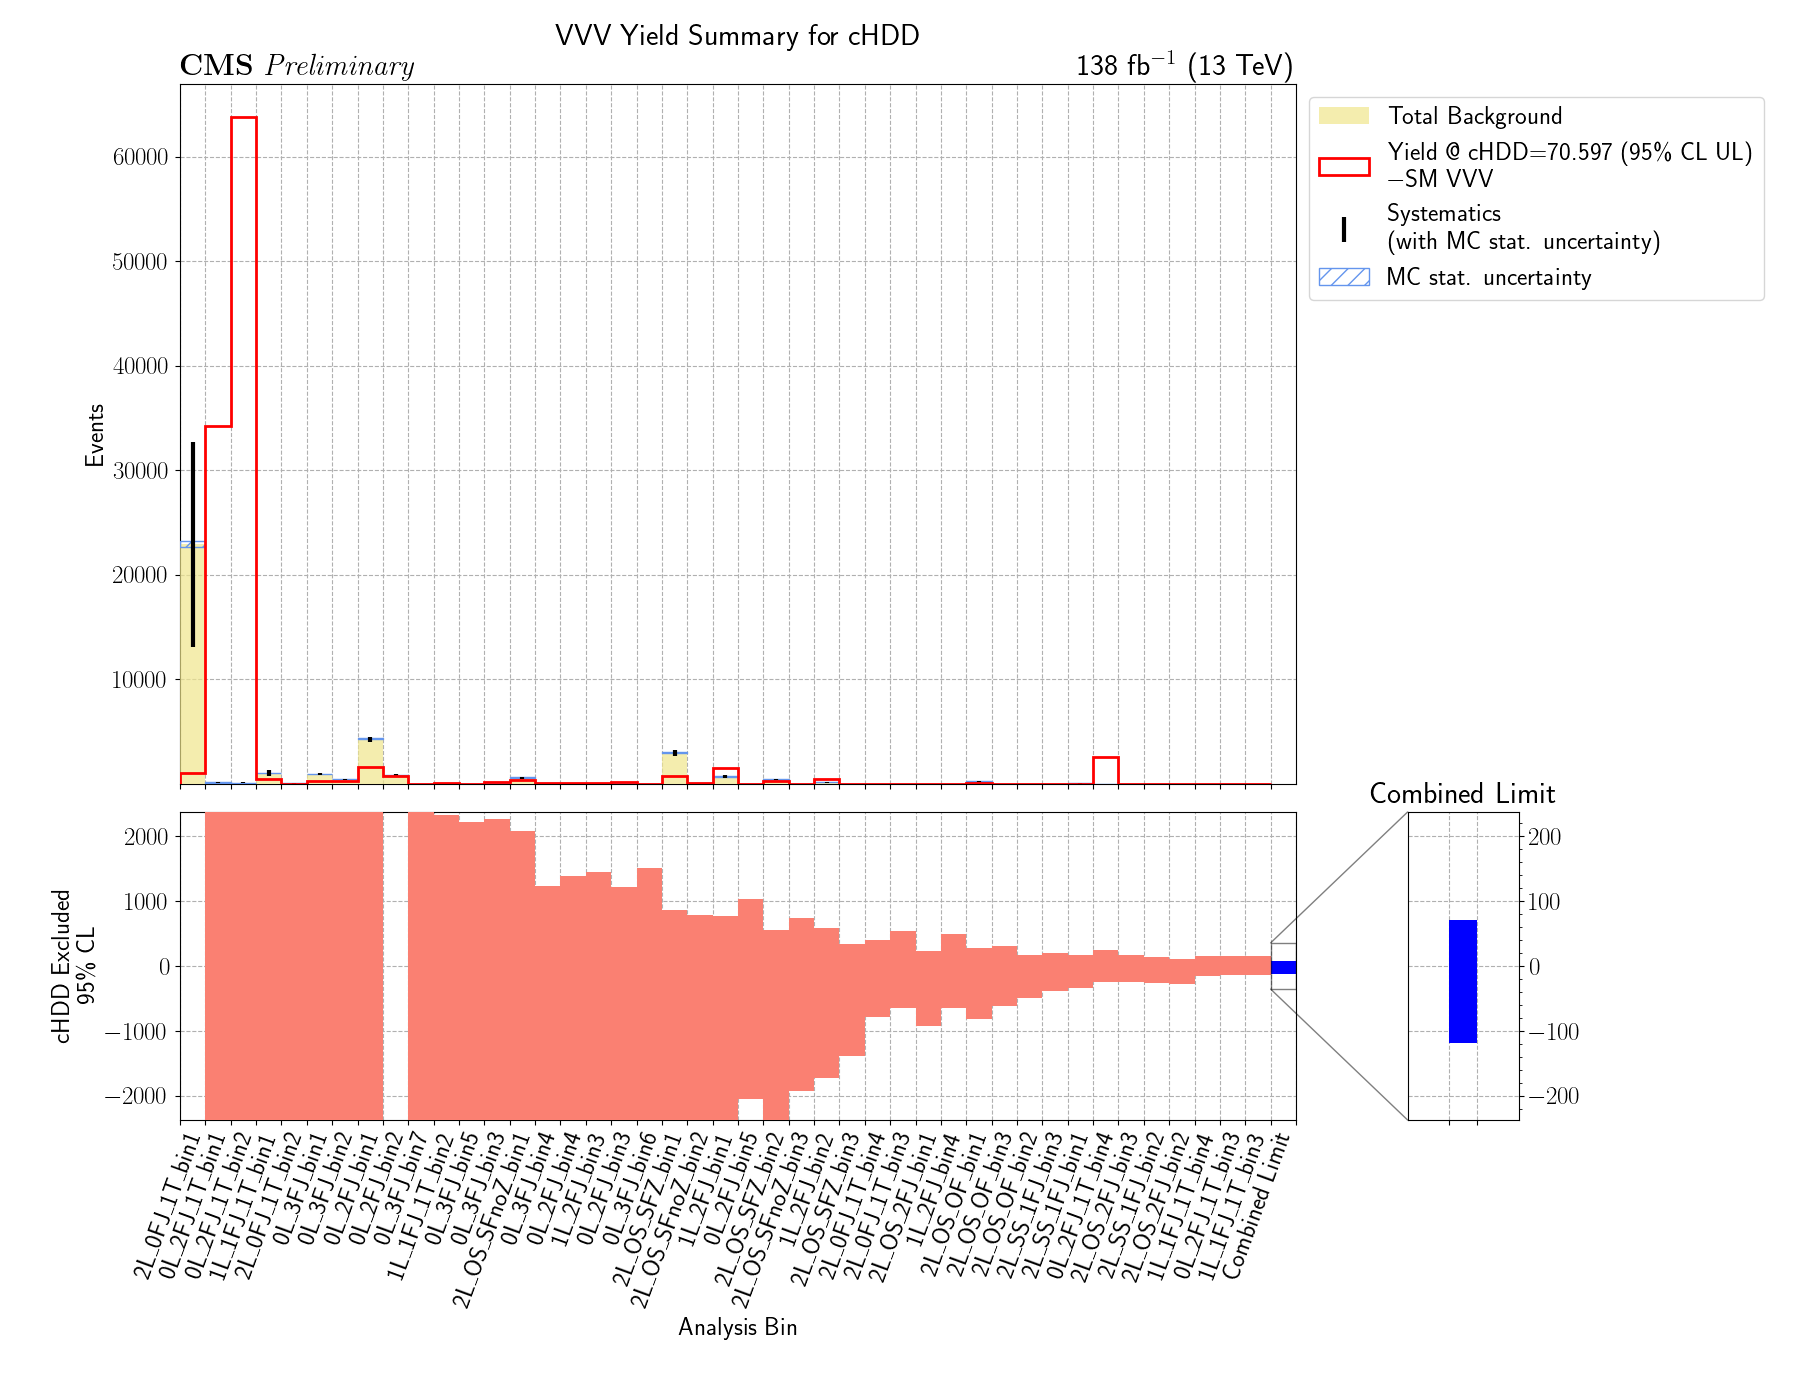 VVV Yield Summary for cHDD
CMS Preliminary
138 fb⁻¹ (13 TeV)
Total Background
Yield @ cHDD=70.597 (95% CL UL)
−SM VVV
Systematics
(with MC stat. uncertainty)
MC stat. uncertainty
Events
60000
50000
40000
30000
20000
10000
cHDD Excluded
95% CL
2000
1000
0
−1000
−2000
Combined Limit
200
100
0
−100
−200
2L_0FJ_1T_bin1
0L_2FJ_1T_bin1
0L_2FJ_1T_bin2
1L_1FJ_1T_bin1
2L_0FJ_1T_bin2
0L_3FJ_bin1
0L_3FJ_bin2
0L_2FJ_bin1
0L_2FJ_bin2
0L_3FJ_bin7
1L_1FJ_1T_bin2
0L_3FJ_bin5
0L_3FJ_bin3
2L_OS_SFnoZ_bin1
0L_3FJ_bin4
0L_2FJ_bin4
1L_2FJ_bin3
0L_2FJ_bin3
0L_3FJ_bin6
2L_OS_SFZ_bin1
2L_OS_SFnoZ_bin2
1L_2FJ_bin1
0L_2FJ_bin5
2L_OS_SFZ_bin2
2L_OS_SFnoZ_bin3
1L_2FJ_bin2
2L_OS_SFZ_bin3
2L_0FJ_1T_bin4
2L_0FJ_1T_bin3
2L_OS_2FJ_bin1
1L_2FJ_bin4
2L_OS_OF_bin1
2L_OS_OF_bin3
2L_OS_OF_bin2
2L_SS_1FJ_bin3
2L_SS_1FJ_bin1
0L_2FJ_1T_bin4
2L_OS_2FJ_bin3
2L_SS_1FJ_bin2
2L_OS_2FJ_bin2
1L_1FJ_1T_bin4
0L_2FJ_1T_bin3
1L_1FJ_1T_bin3
Combined Limit
Analysis Bin